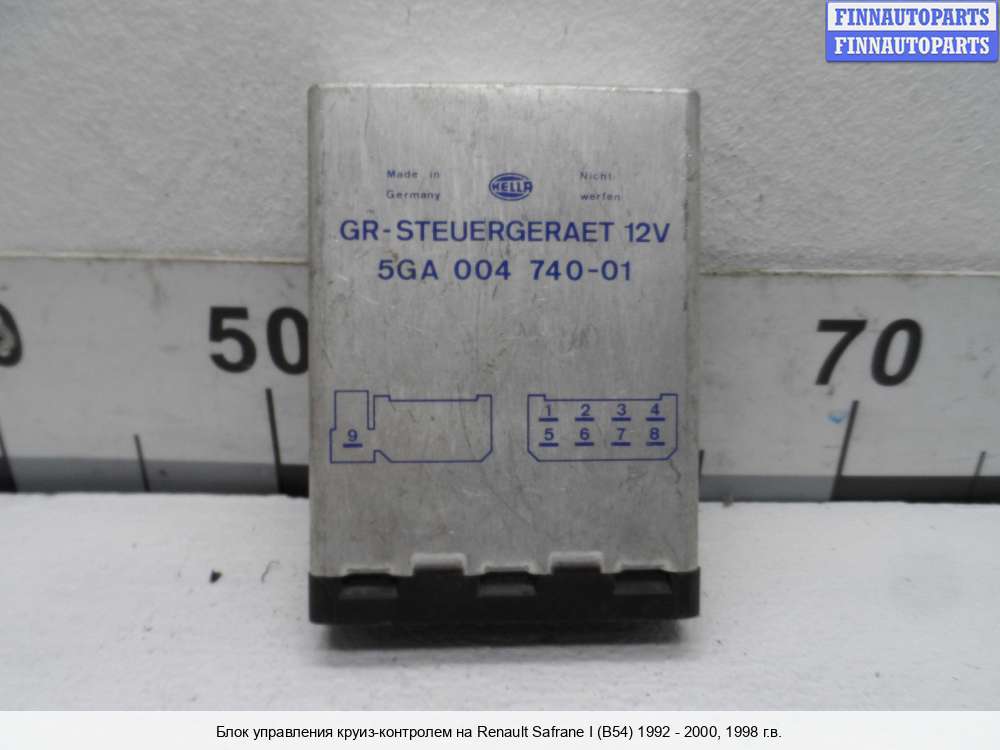 FINNAUTOPARTS
FINNAUTOPARTS
Made in Germany
HELLA
Nicht werfen
GR-STEUERGERAET 12V
5GA 004 740-01
50
70
1 2 3 4
9
5 6 7 8
Блок управления круиз-контролем на Renault Safrane I (B54) 1992 - 2000, 1998 г.в.